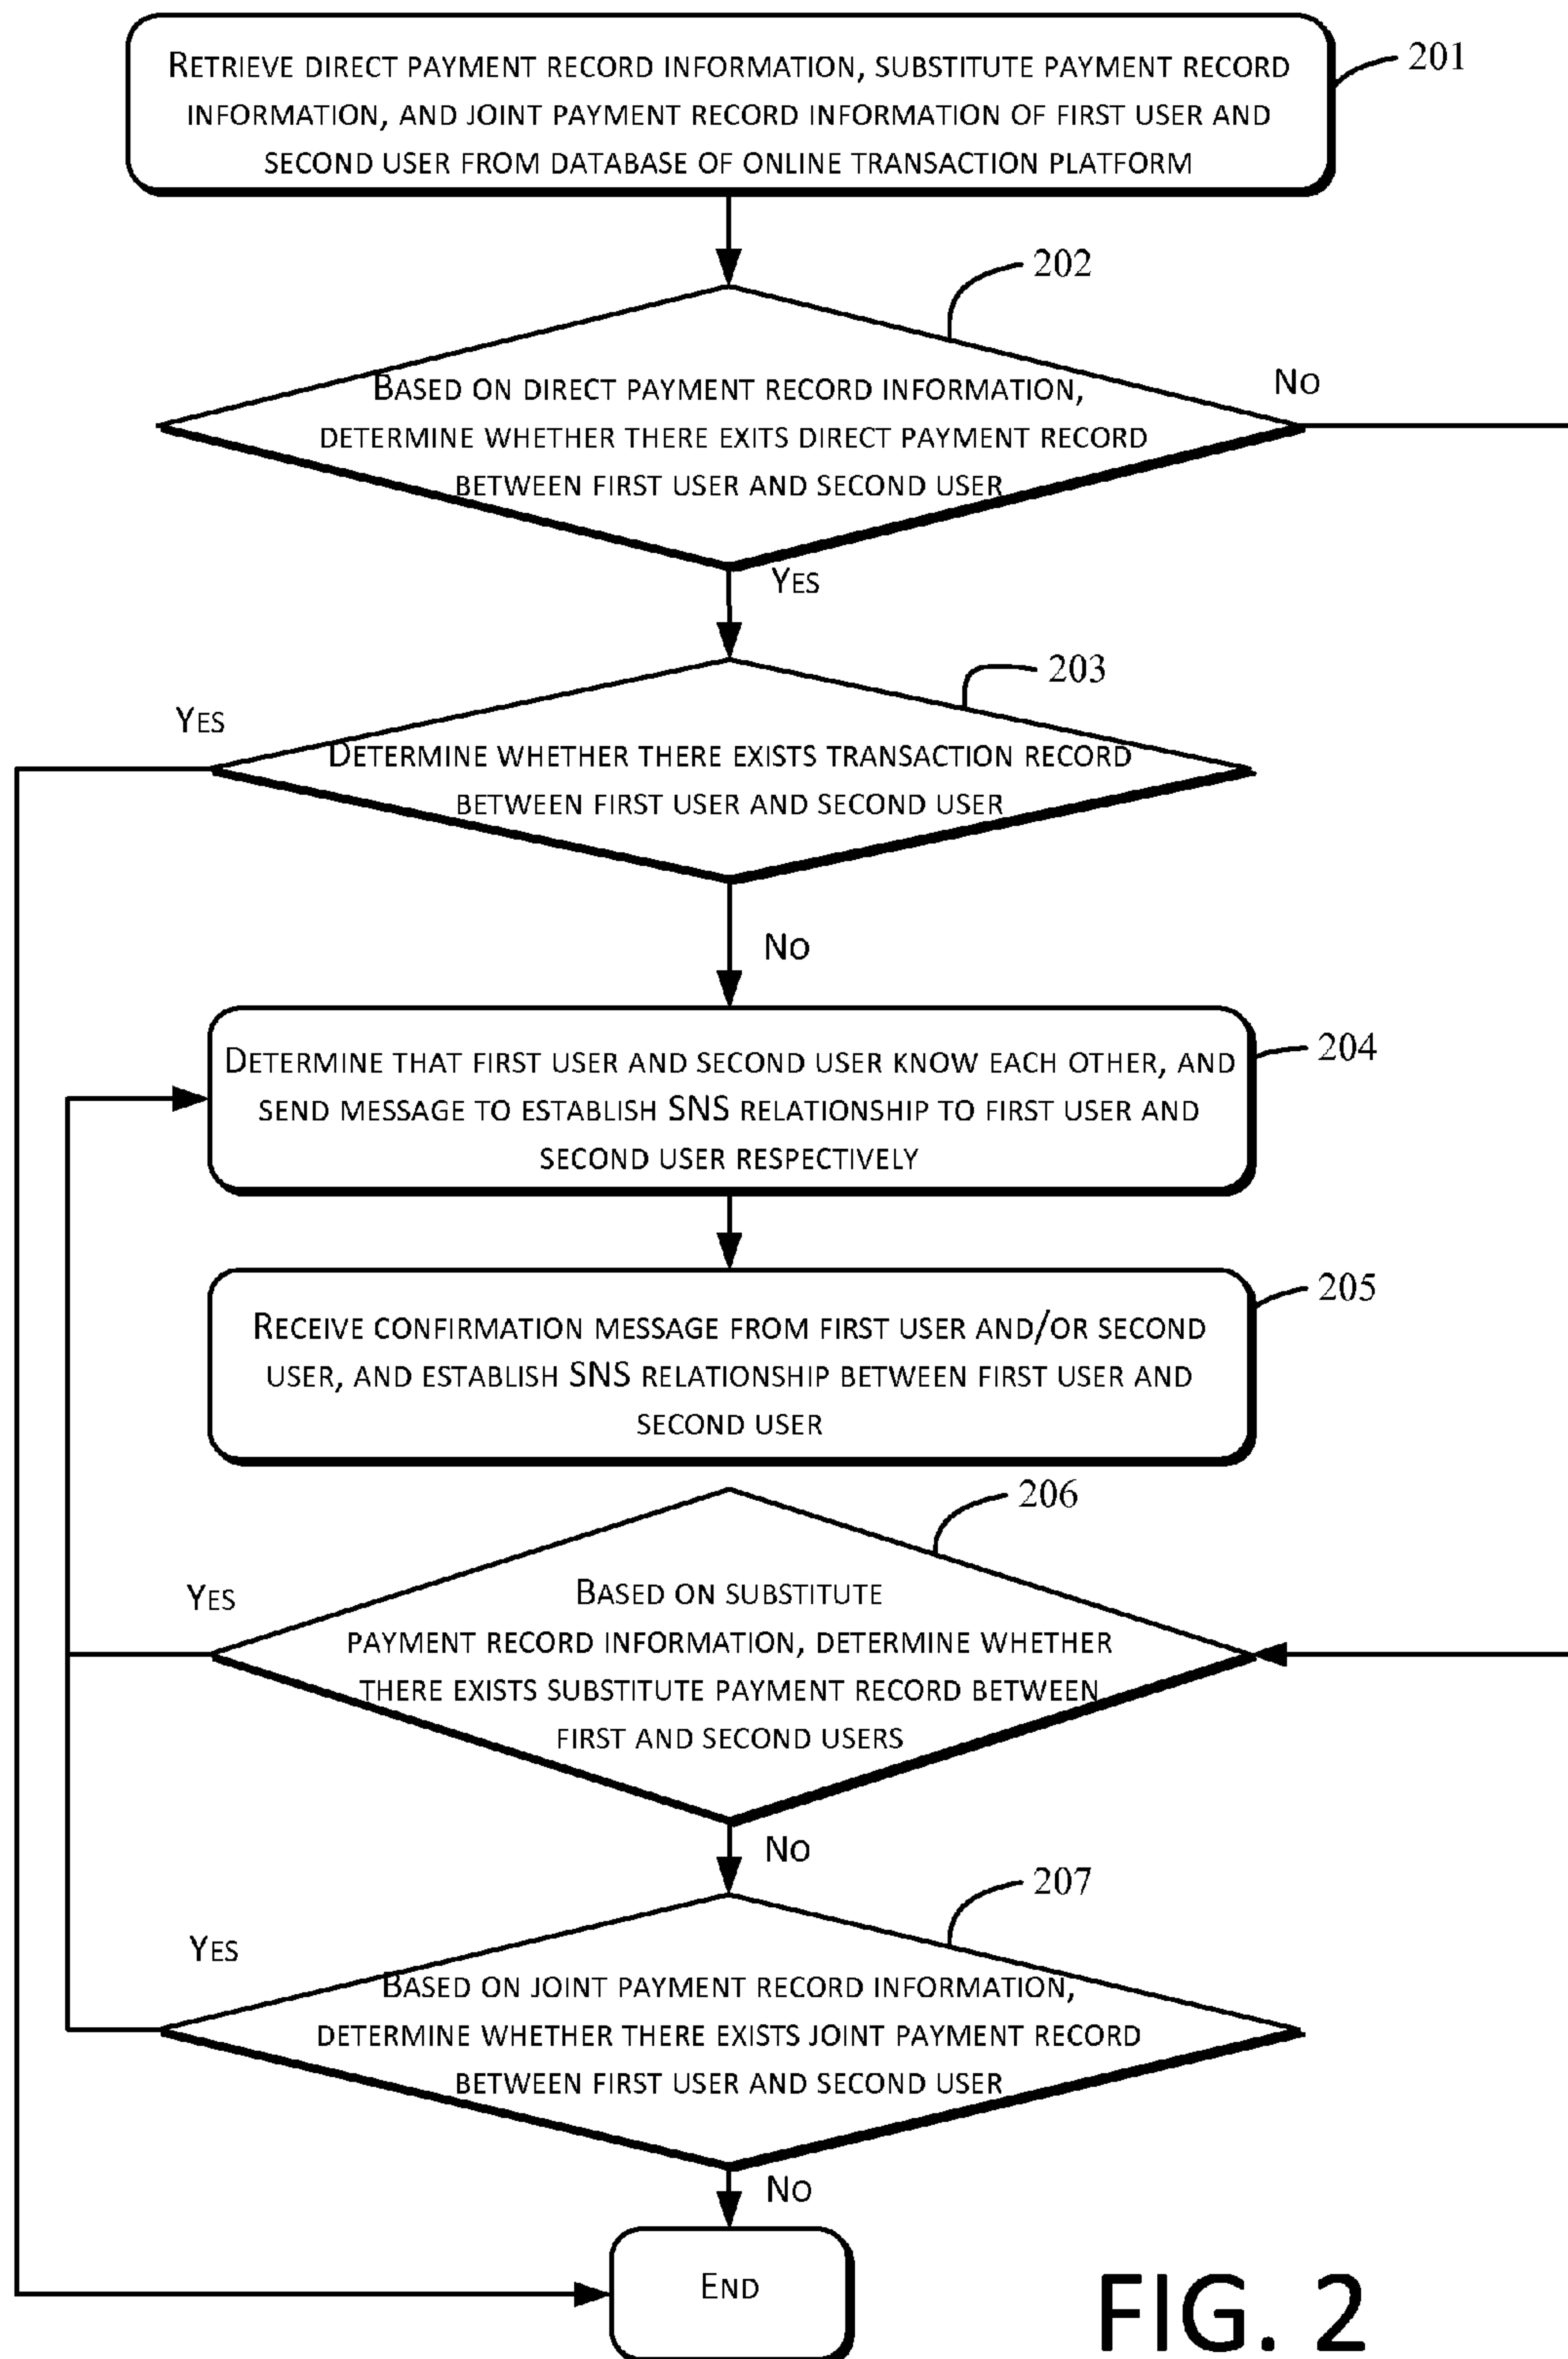 Retrieve direct payment record information, substitute payment record
information, and joint payment record information of first user and
second user from database of online transaction platform
201
202
Based on direct payment record information,
determine whether there exits direct payment record
between first user and second user
No
Yes
203
Yes
Determine whether there exists transaction record
between first user and second user
No
204
Determine that first user and second user know each other, and
send message to establish SNS relationship to first user and
second user respectively
205
Receive confirmation message from first user and/or second
user, and establish SNS relationship between first user and
second user
206
Yes
Based on substitute
payment record information, determine whether
there exists substitute payment record between
first and second users
No
207
Yes
Based on joint payment record information,
determine whether there exists joint payment record
between first user and second user
No
End
FIG. 2